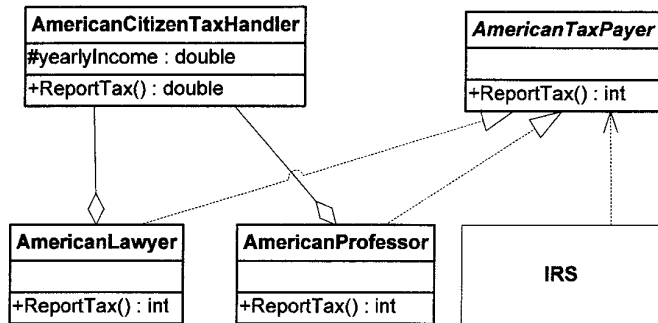 AmericanCitizenTaxHandler
#yearlyIncome : double
+ReportTax() : double
AmericanTaxPayer
+ReportTax() : int
AmericanLawyer
+ReportTax() : int
AmericanProfessor
+ReportTax() : int
IRS